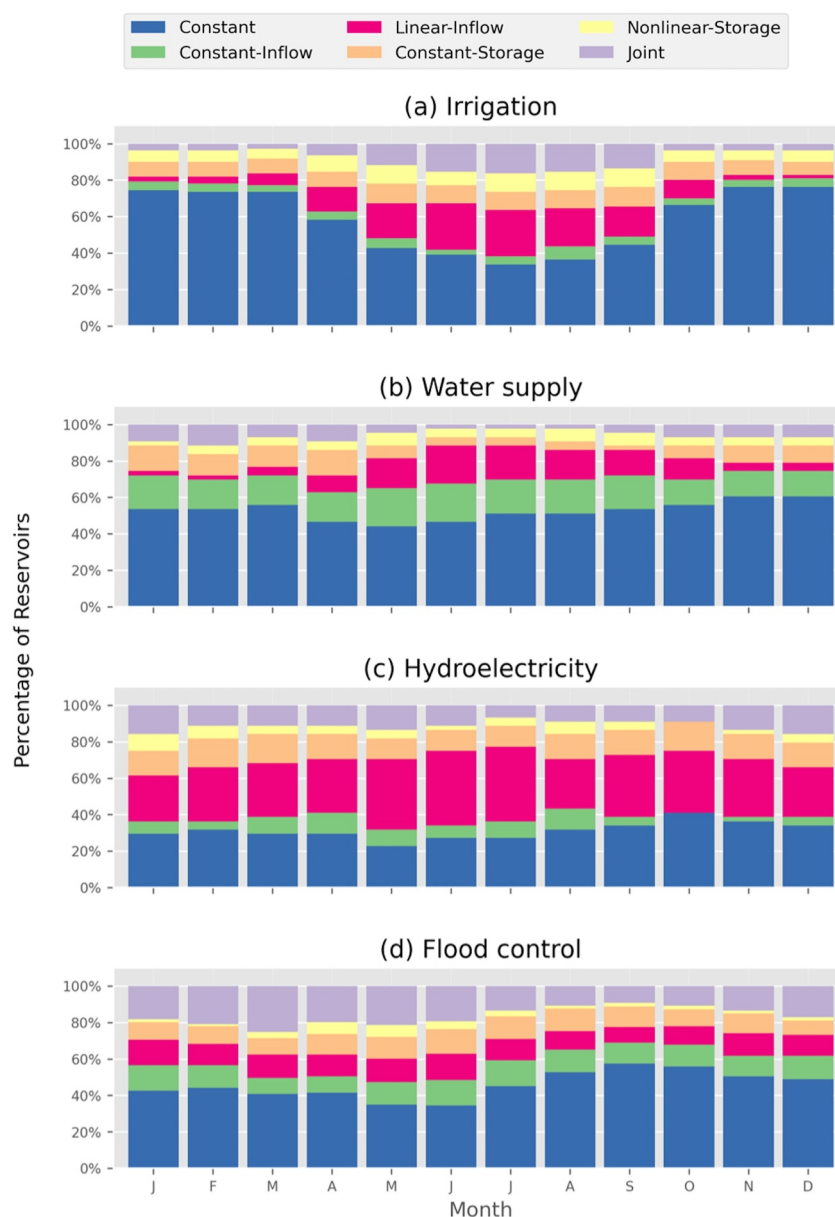 Constant Linear-Inflow Nonlinear-Storage
Constant-Inflow Constant-Storage Joint
(a) Irrigation
100%
80%
60%
40%
20%
0%
(b) Water supply
100%
80%
60%
40%
20%
0%
Percentage of Reservoirs
(c) Hydroelectricity
100%
80%
60%
40%
20%
0%
(d) Flood control
100%
80%
60%
40%
20%
0%
J F M A M J J A S O N D
Month